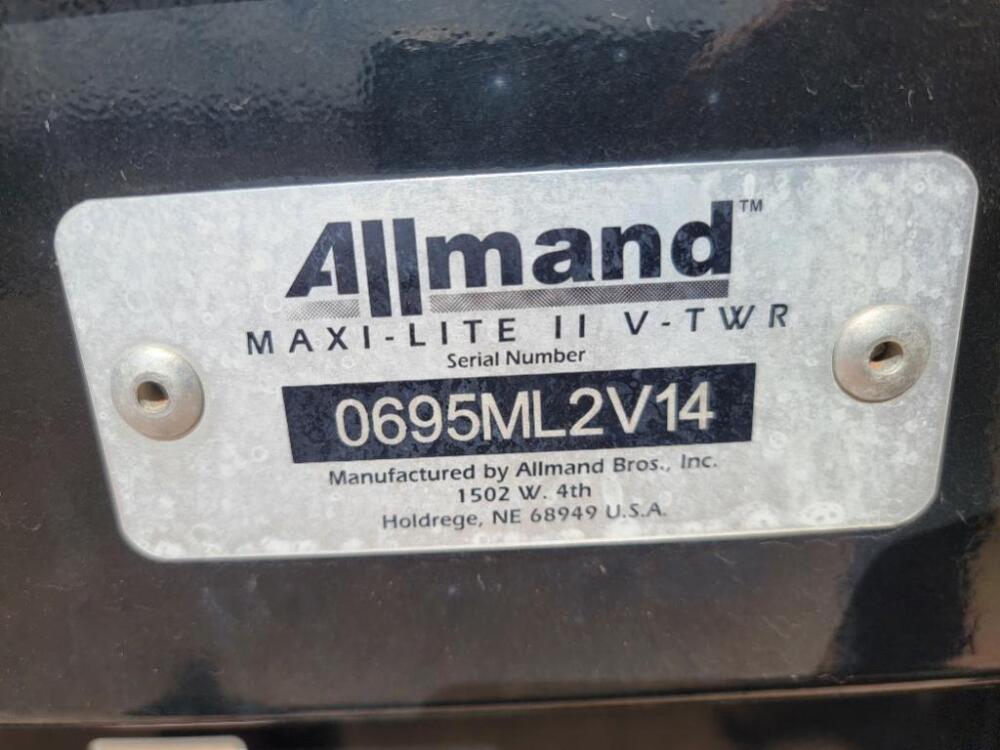 Allmand™
MAXI-LITE II V-TWR
Serial Number
0695ML2V14
Manufactured by Allmand Bros., Inc.
1502 W. 4th
Holdrege, NE 68949 U.S.A.